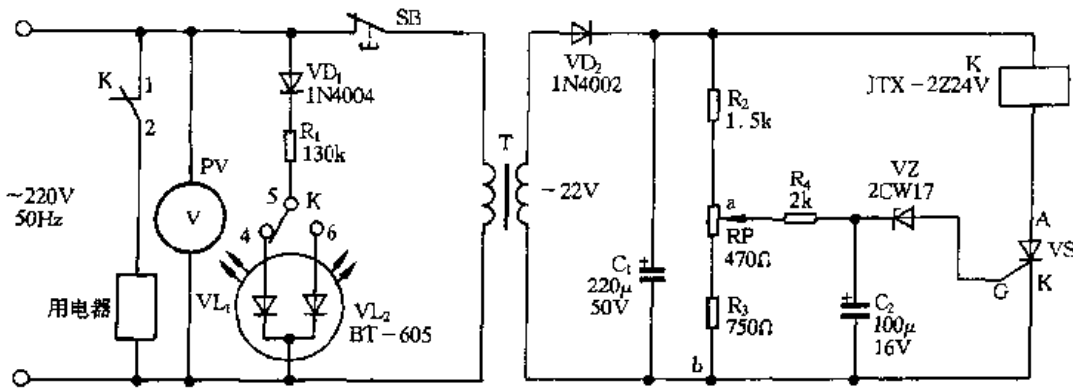 SB
K
1
2
VD₁
1N4004
R₁
130k
PV
V
~220V
50Hz
用电器
5
K
4
6
VL₁
VL₂
BT-605
T
~22V
VD₂
1N4002
R₂
1.5k
a
RP
470Ω
R₃
750Ω
b
C₁
+
220μ
50V
R₄
2k
VZ
2CW17
C₂
+
100μ
16V
K
JTX-2Z24V
A
VS
G
K